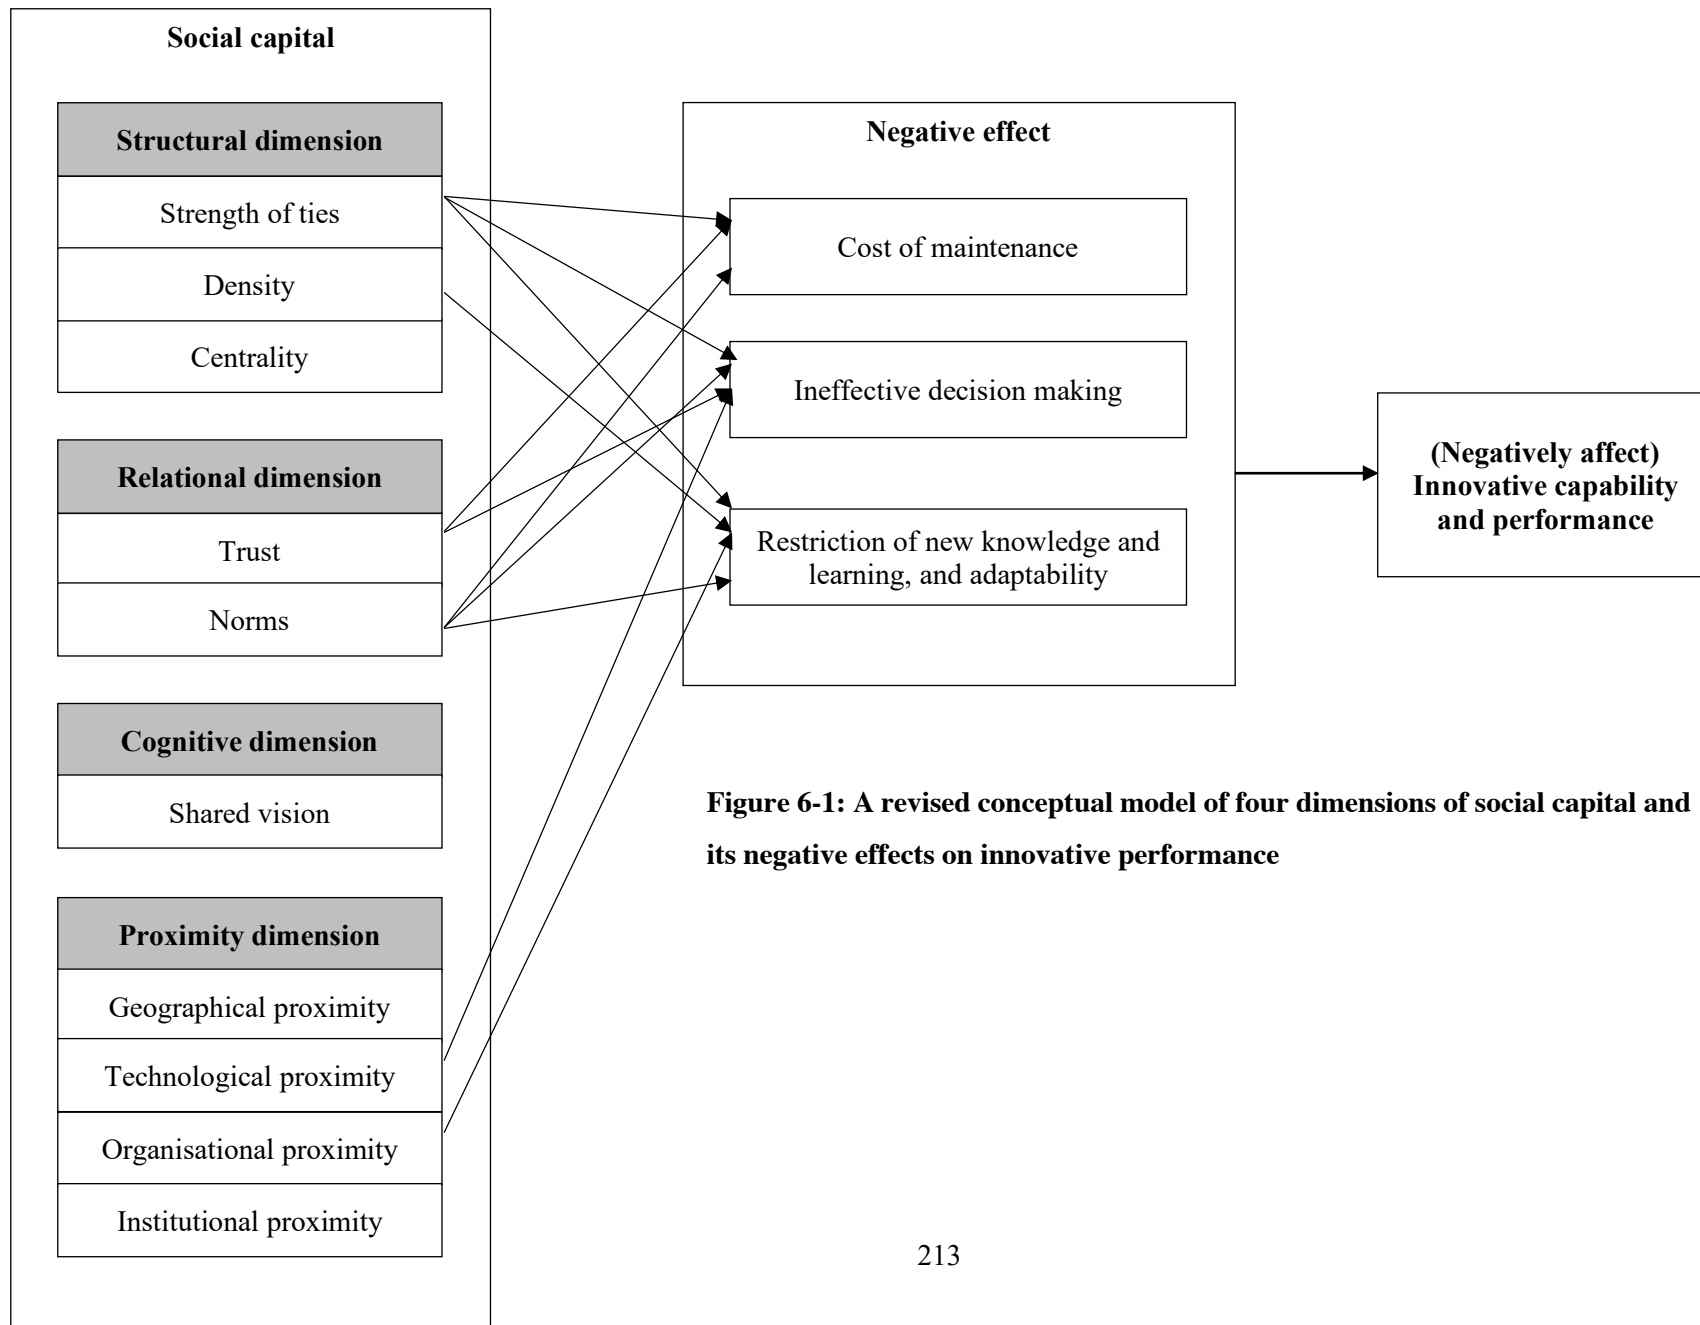 Social capital
Structural dimension
Strength of ties
Density
Centrality
Relational dimension
Trust
Norms
Cognitive dimension
Shared vision
Proximity dimension
Geographical proximity
Technological proximity
Organisational proximity
Institutional proximity
Negative effect
Cost of maintenance
Ineffective decision making
Restriction of new knowledge and
learning, and adaptability
(Negatively affect)
Innovative capability
and performance
Figure 6-1: A revised conceptual model of four dimensions of social capital and
its negative effects on innovative performance
213